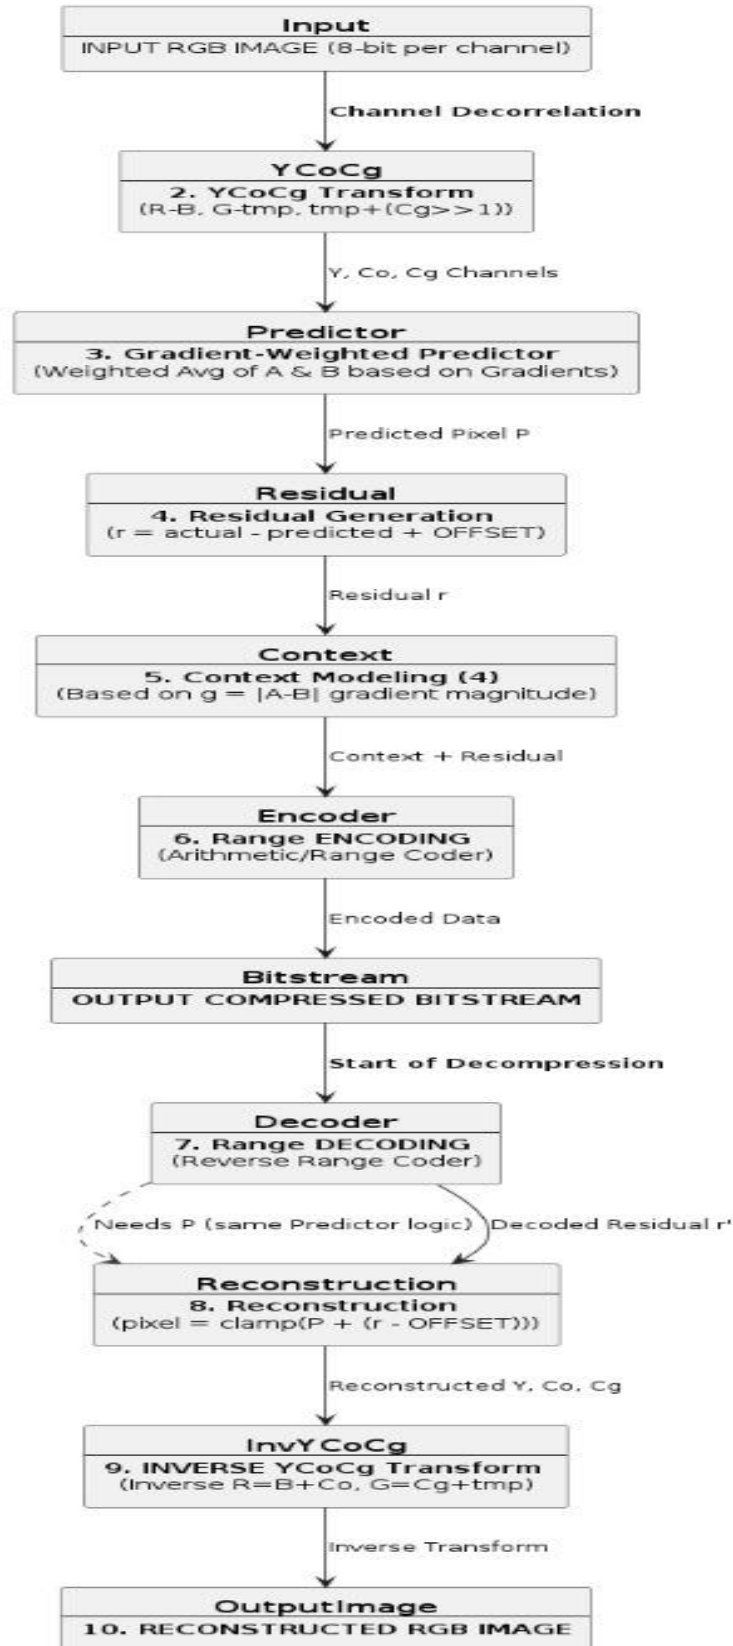 Input
INPUT RGB IMAGE (8-bit per channel)
Channel Decorrelation
YCoCg
2. YCoCg Transform
(R-B, G-tmp, tmp+(Cg>>1))
Y, Co, Cg Channels
Predictor
3. Gradient-Weighted Predictor
(Weighted Avg of A & B based on Gradients)
Predicted Pixel P
Residual
4. Residual Generation
(r = actual - predicted + OFFSET)
Residual r
Context
5. Context Modeling (4)
(Based on g = |A-B| gradient magnitude)
Context + Residual
Encoder
6. Range ENCODING
(Arithmetic/Range Coder)
Encoded Data
Bitstream
OUTPUT COMPRESSED BITSTREAM
Start of Decompression
Decoder
7. Range DECODING
(Reverse Range Coder)
Needs P (same Predictor logic) Decoded Residual r'
Reconstruction
8. Reconstruction
(pixel = clamp(P + (r - OFFSET)))
Reconstructed Y, Co, Cg
InvYCoCg
9. INVERSE YCoCg Transform
(Inverse R=B+Co, G=Cg+tmp)
Inverse Transform
OutputImage
10. RECONSTRUCTED RGB IMAGE